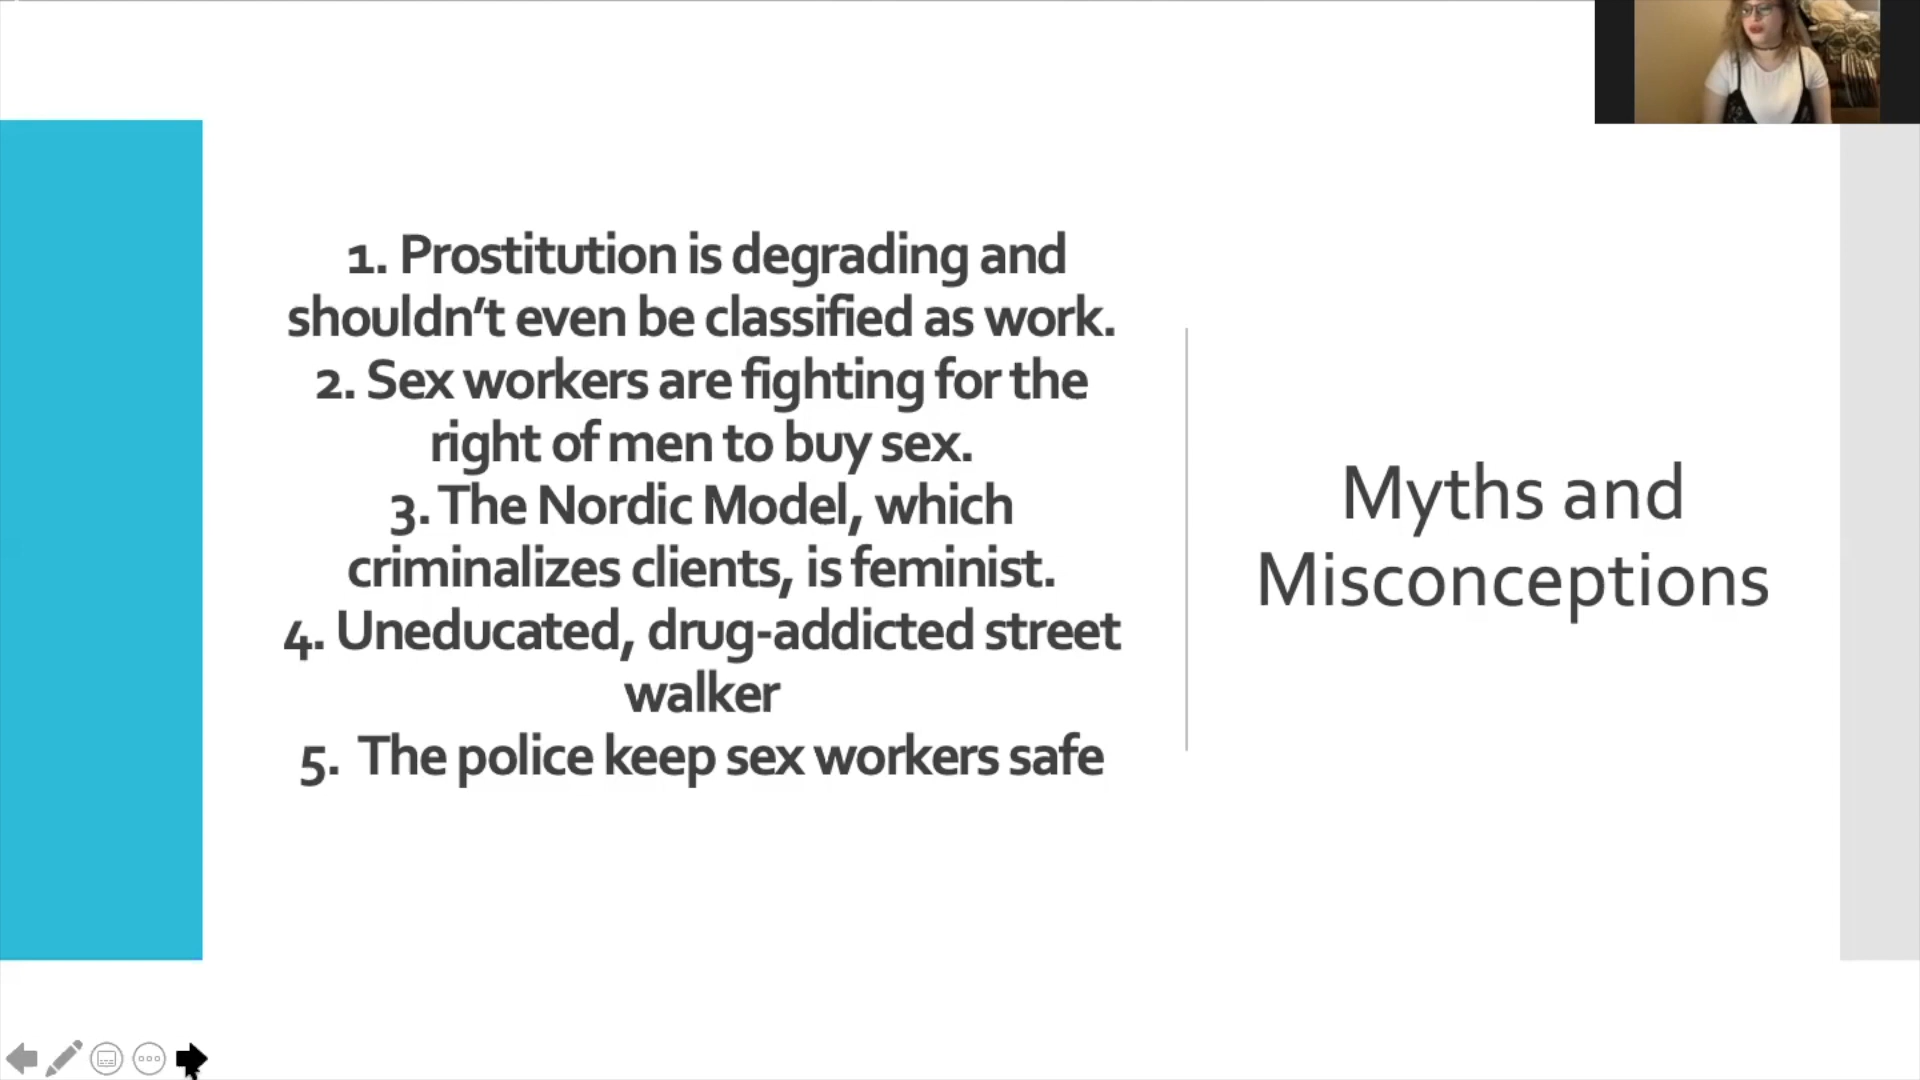 1. Prostitution is degrading and
shouldn’t even be classified as work.
2. Sex workers are fighting for the
right of men to buy sex.
3. The Nordic Model, which
criminalizes clients, is feminist.
4. Uneducated, drug-addicted street
walker
5. The police keep sex workers safe
Myths and
Misconceptions